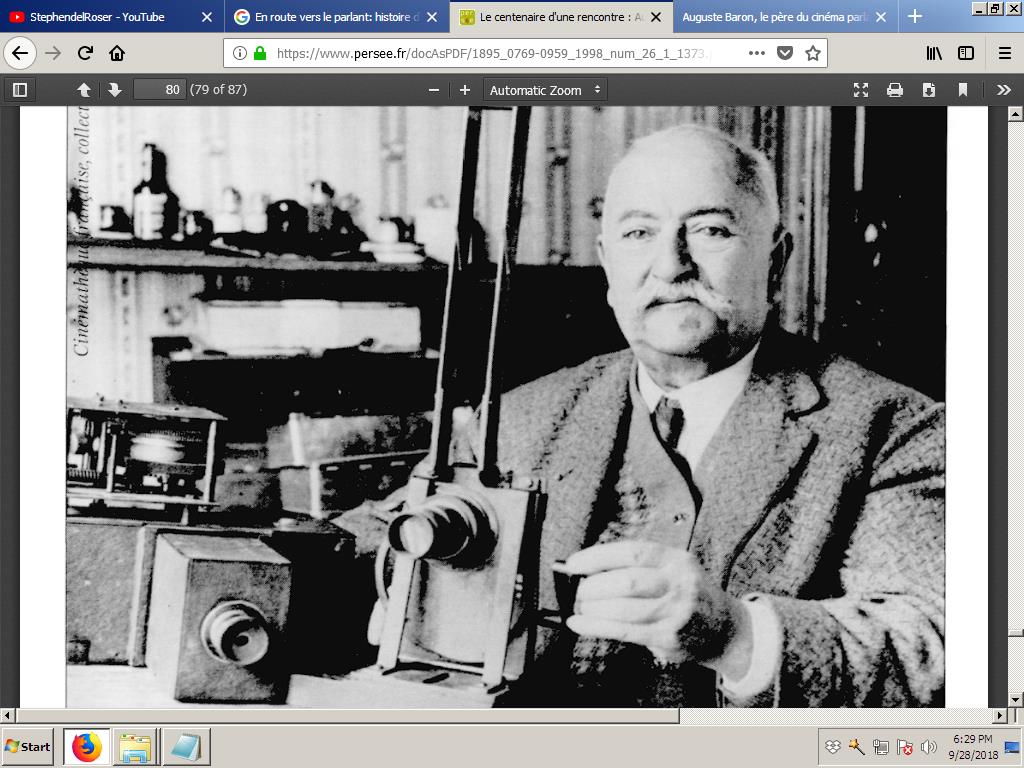 StephendelRoser - YouTube
En route vers le parlant: histoire d
Le centenaire d'une rencontre : A
Auguste Baron, le père du cinéma parl
https://www.persee.fr/docAsPDF/1895_0769-0959_1998_num_26_1_1373.p
80 (79 of 87)
Automatic Zoom
Cinémathèque française, collect
Start
6:29 PM
9/28/2018